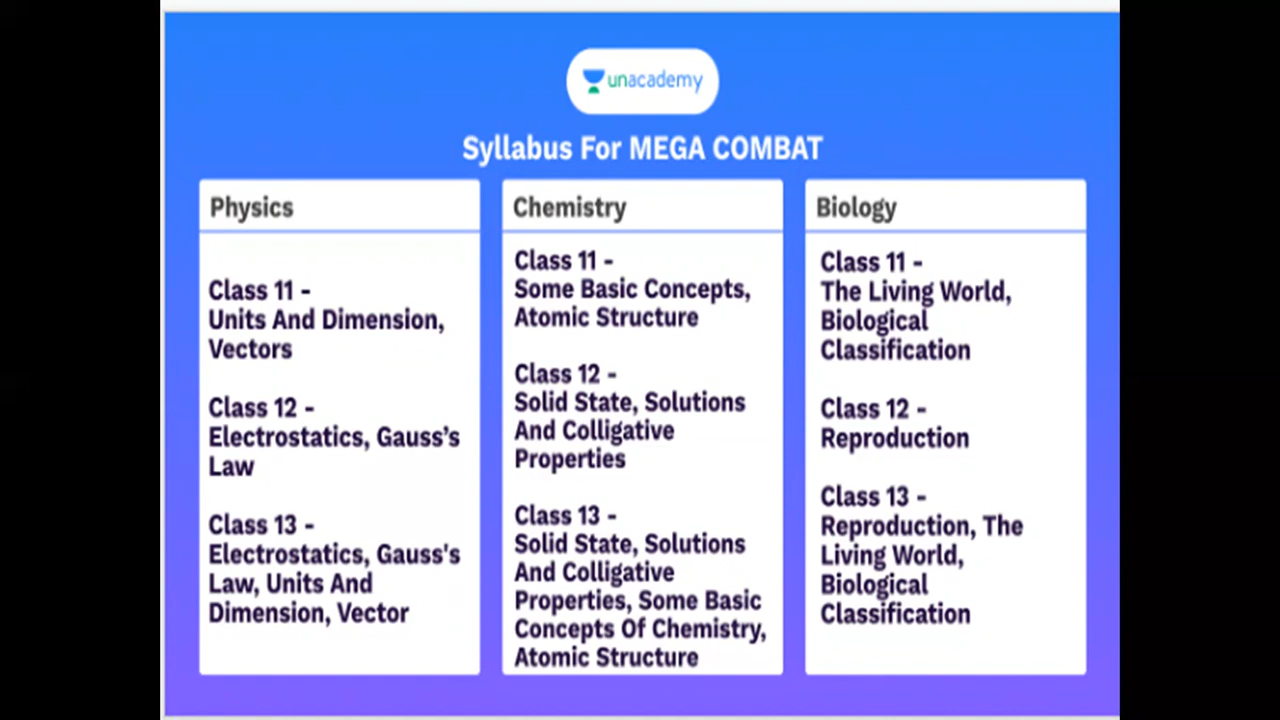 unacademy
Syllabus For MEGA COMBAT
Physics
Class 11 -
Units And Dimension,
Vectors
Class 12 -
Electrostatics, Gauss’s
Law
Class 13 -
Electrostatics, Gauss's
Law, Units And
Dimension, Vector
Chemistry
Class 11 -
Some Basic Concepts,
Atomic Structure
Class 12 -
Solid State, Solutions
And Colligative
Properties
Class 13 -
Solid State, Solutions
And Colligative
Properties, Some Basic
Concepts Of Chemistry,
Atomic Structure
Biology
Class 11 -
The Living World,
Biological
Classification
Class 12 -
Reproduction
Class 13 -
Reproduction, The
Living World,
Biological
Classification